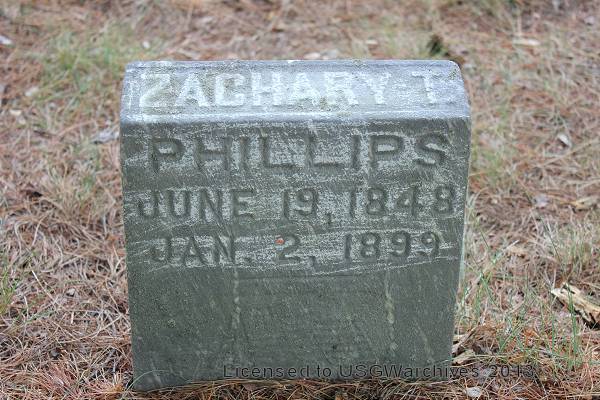 ZACHARY T
PHILLIPS
JUNE 19, 1848
JAN. 2, 1899
Licensed to USGWarchives 2013